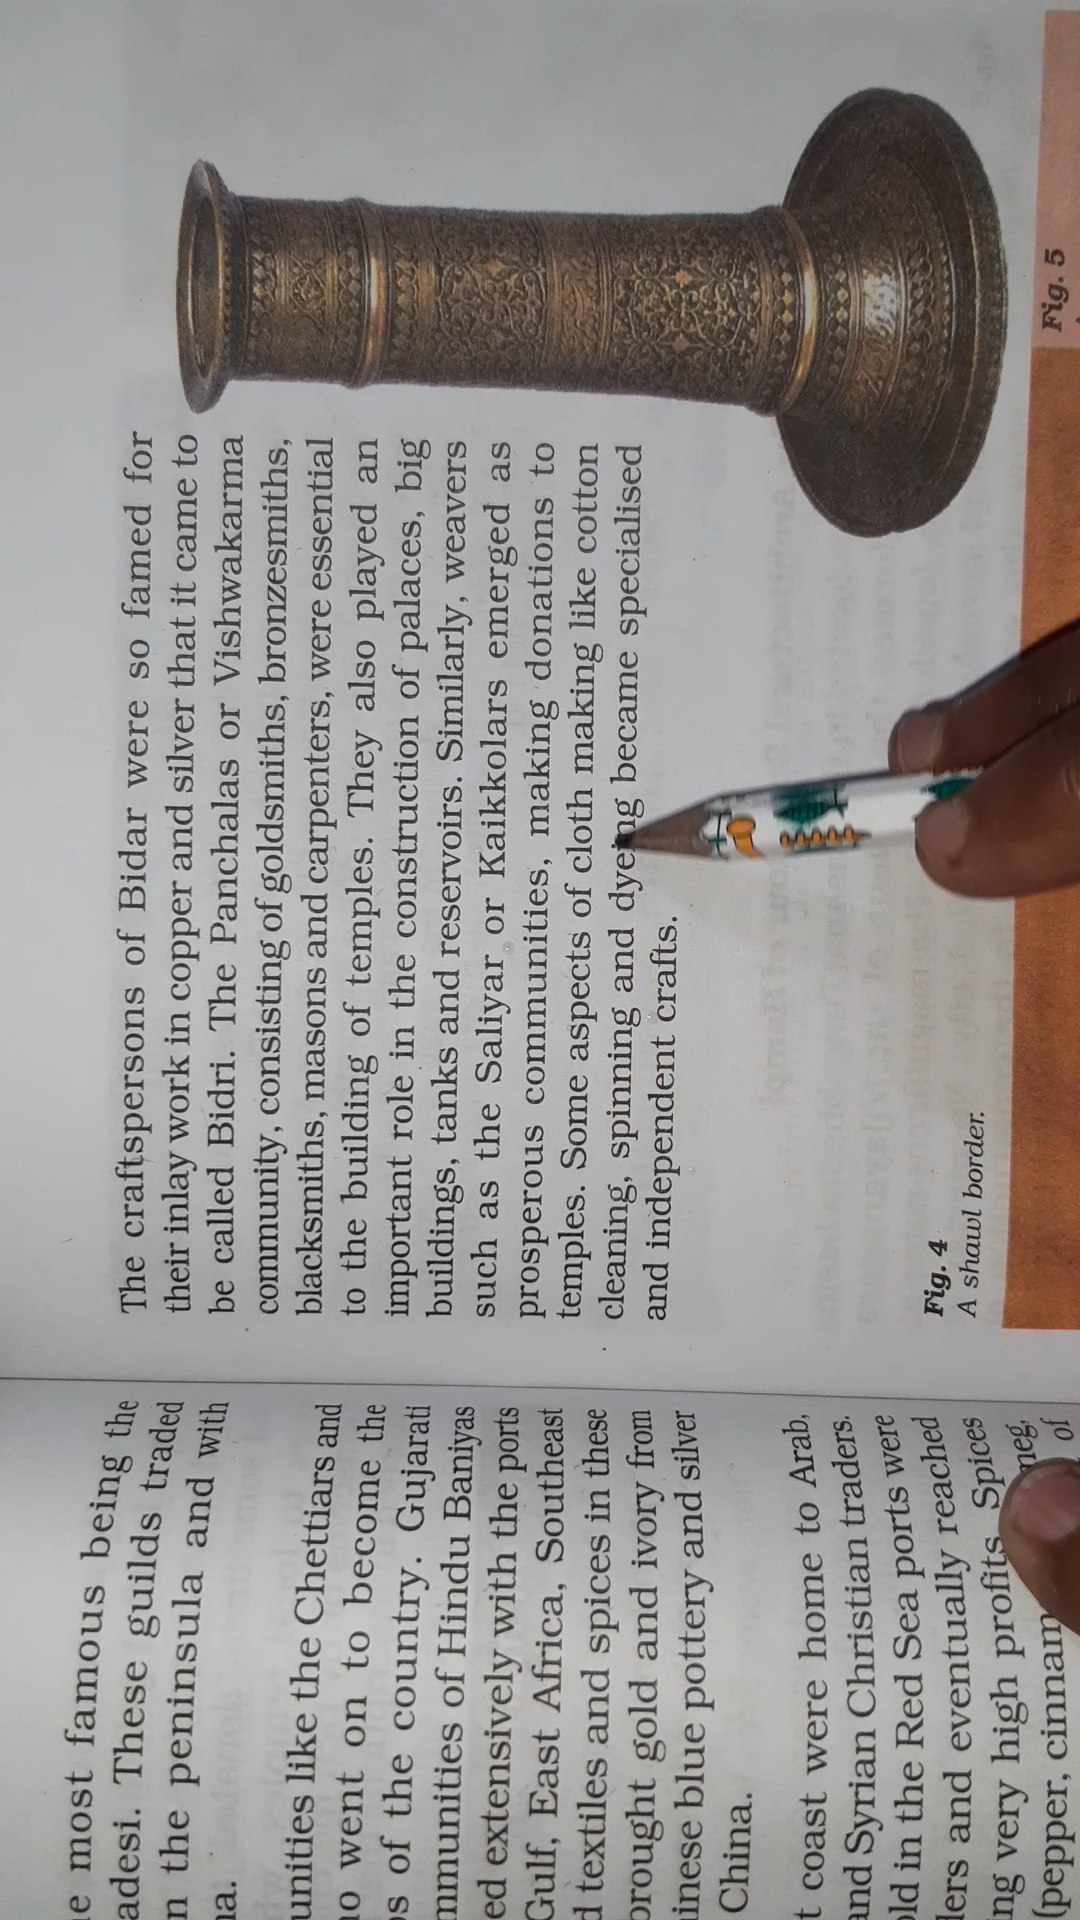 e most famous being the
adesi. These guilds traded
n the peninsula and with
na.
unities like the Chettiars and
o went on to become the
s of the country. Gujarati
mmunities of Hindu Baniyas
ed extensively with the ports
Gulf, East Africa, Southeast
d textiles and spices in these
brought gold and ivory from
inese blue pottery and silver
China.
t coast were home to Arab,
and Syrian Christian traders.
old in the Red Sea ports were
lers and eventually reached
ng very high profits. Spices
(pepper, cinnam
meg,
of
The craftspersons of Bidar were so famed for
their inlay work in copper and silver that it came to
be called Bidri. The Panchalas or Vishwakarma
community, consisting of goldsmiths, bronzesmiths,
blacksmiths, masons and carpenters, were essential
to the building of temples. They also played an
important role in the construction of palaces, big
buildings, tanks and reservoirs. Similarly, weavers
such as the Saliyar or Kaikkolars emerged as
prosperous communities, making donations to
temples. Some aspects of cloth making like cotton
cleaning, spinning and dyeing became specialised
and independent crafts.
Fig. 4
A shawl border.
Fig. 5